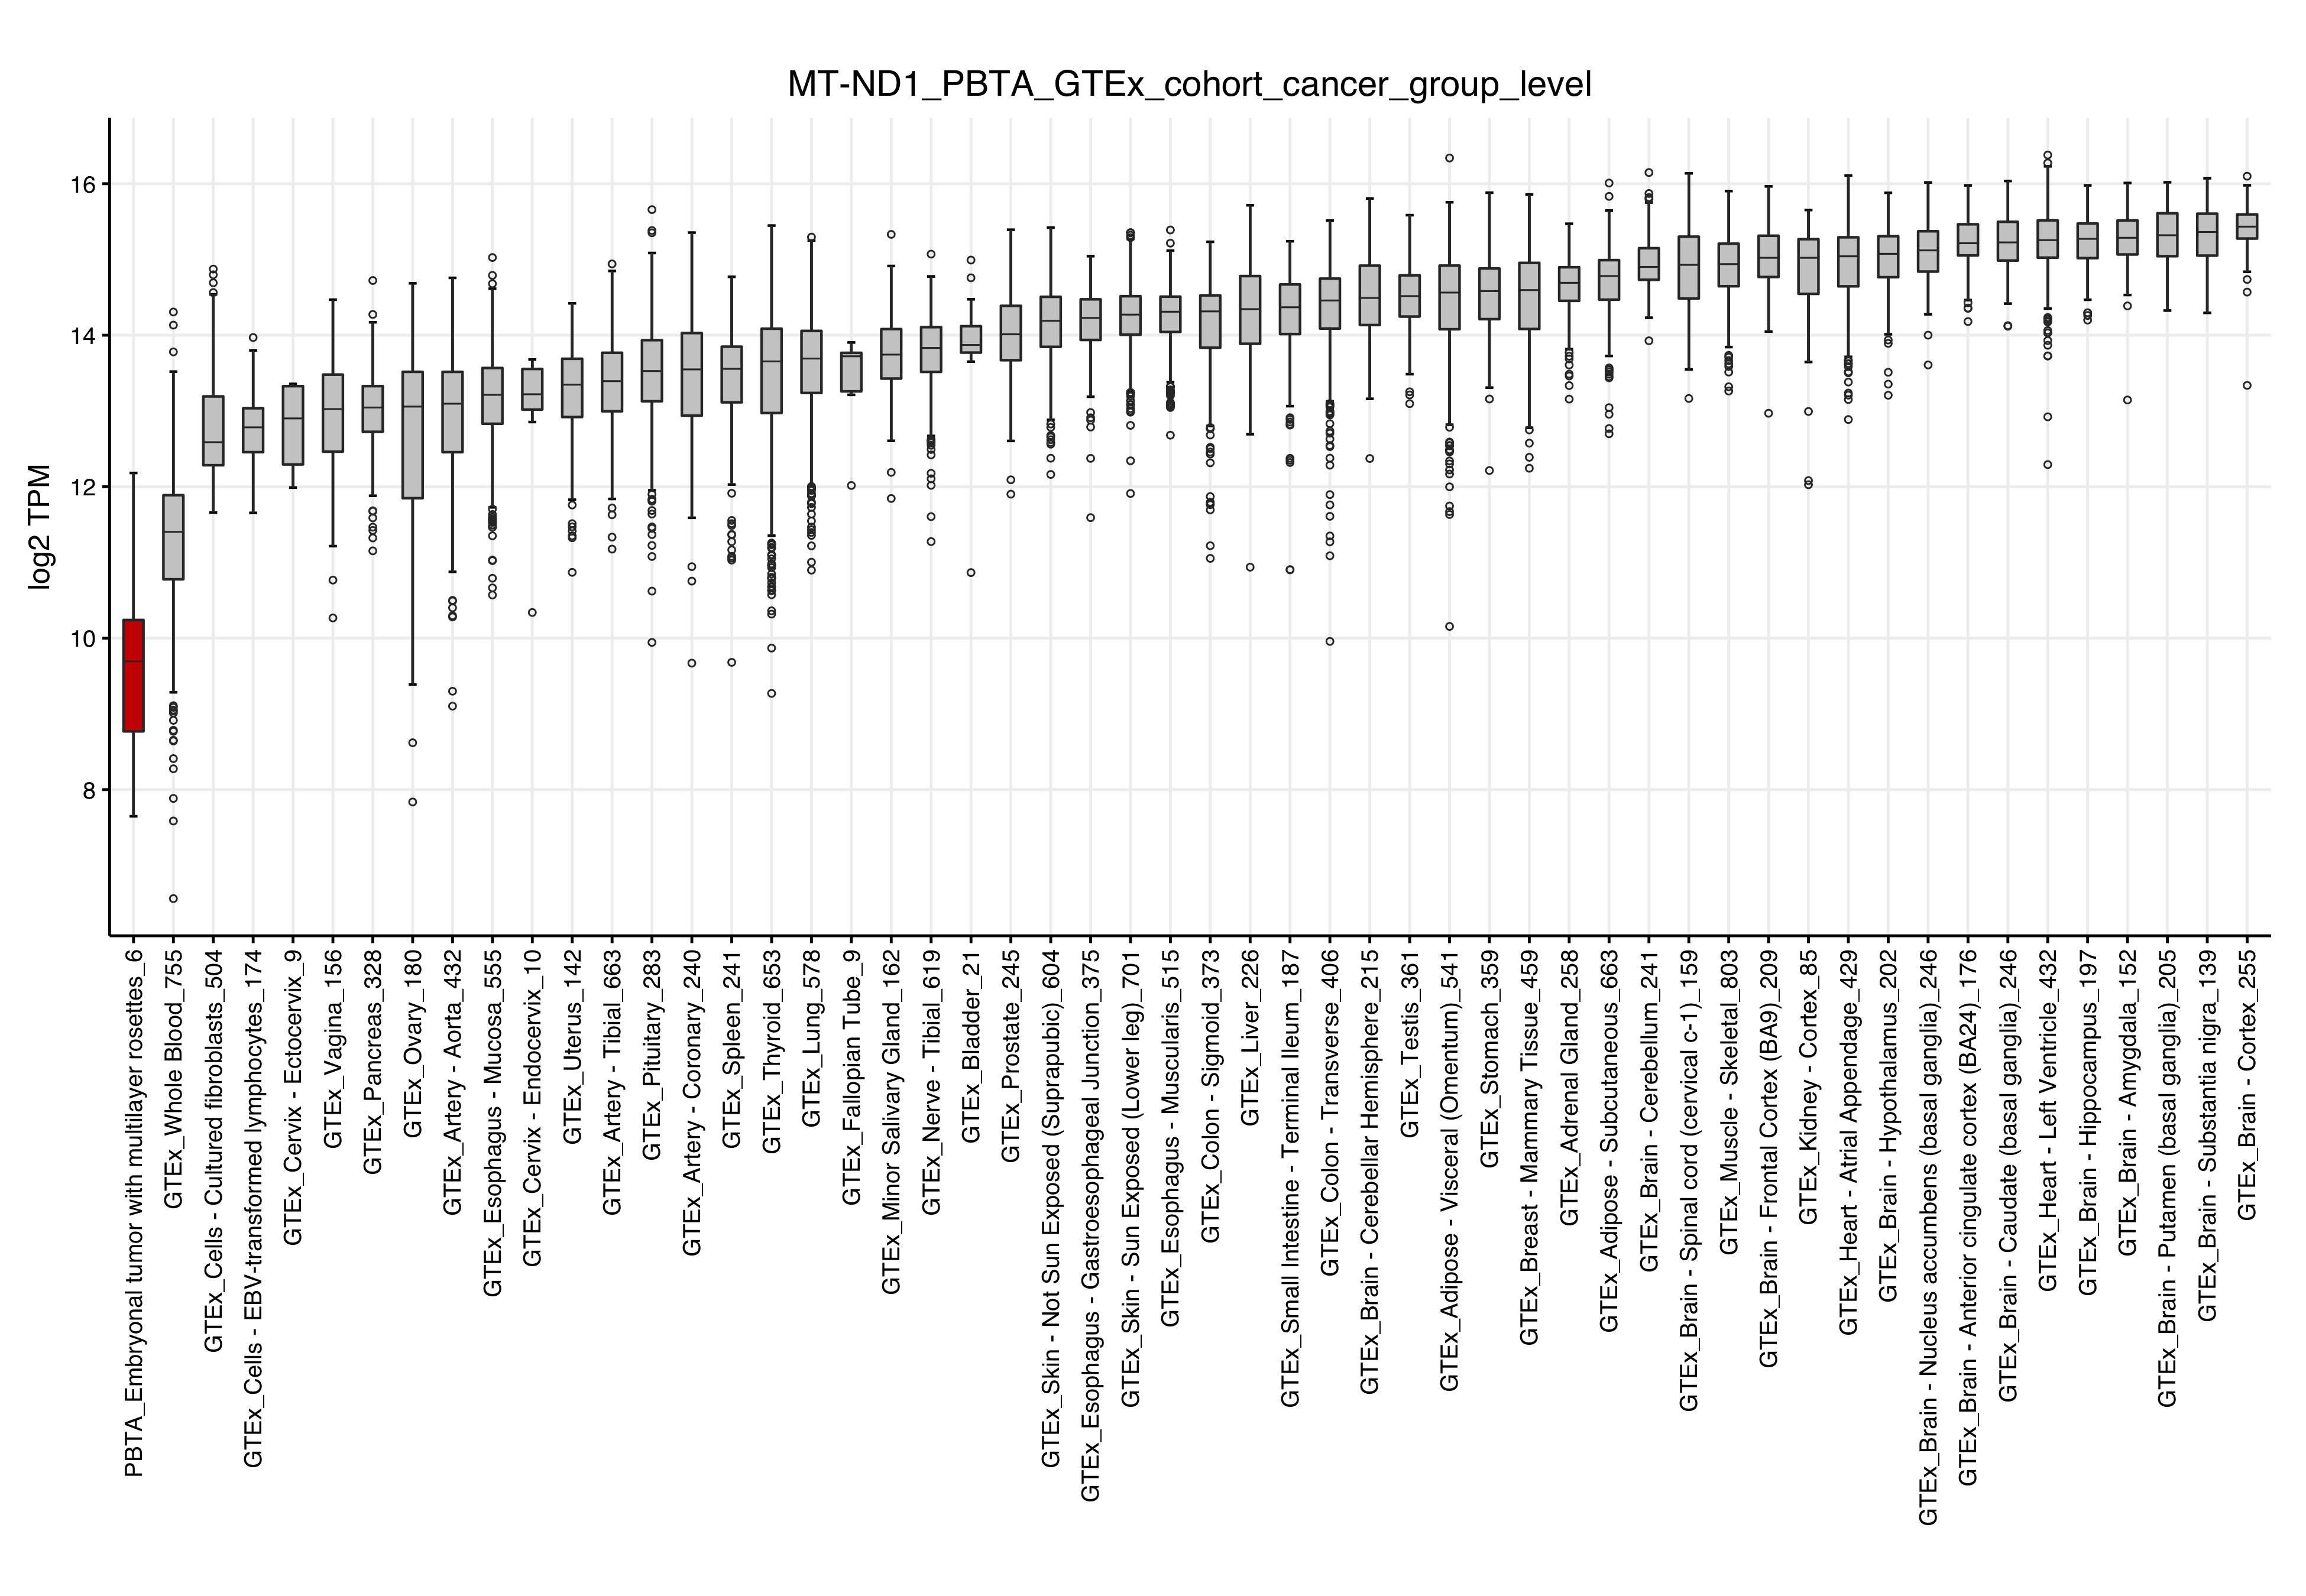 MT-ND1_PBTA_GTEx_cohort_cancer_group_level
log2 TPM
16
14
12
10
8
PBTA_Embryonal tumor with multilayer rosettes_6
GTEx_Whole Blood_755
GTEx_Cells - Cultured fibroblasts_504
GTEx_Cells - EBV-transformed lymphocytes_174
GTEx_Cervix - Ectocervix_9
GTEx_Vagina_156
GTEx_Pancreas_328
GTEx_Ovary_180
GTEx_Artery - Aorta_432
GTEx_Esophagus - Mucosa_555
GTEx_Cervix - Endocervix_10
GTEx_Uterus_142
GTEx_Artery - Tibial_663
GTEx_Pituitary_283
GTEx_Artery - Coronary_240
GTEx_Spleen_241
GTEx_Thyroid_653
GTEx_Lung_578
GTEx_Fallopian Tube_9
GTEx_Minor Salivary Gland_162
GTEx_Nerve - Tibial_619
GTEx_Bladder_21
GTEx_Prostate_245
GTEx_Skin - Not Sun Exposed (Suprapubic)_604
GTEx_Esophagus - Gastroesophageal Junction_375
GTEx_Skin - Sun Exposed (Lower leg)_701
GTEx_Esophagus - Muscularis_515
GTEx_Colon - Sigmoid_373
GTEx_Liver_226
GTEx_Small Intestine - Terminal Ileum_187
GTEx_Colon - Transverse_406
GTEx_Brain - Cerebellar Hemisphere_215
GTEx_Testis_361
GTEx_Adipose - Visceral (Omentum)_541
GTEx_Stomach_359
GTEx_Breast - Mammary Tissue_459
GTEx_Adrenal Gland_258
GTEx_Adipose - Subcutaneous_663
GTEx_Brain - Cerebellum_241
GTEx_Brain - Spinal cord (cervical c-1)_159
GTEx_Muscle - Skeletal_803
GTEx_Brain - Frontal Cortex (BA9)_209
GTEx_Kidney - Cortex_85
GTEx_Heart - Atrial Appendage_429
GTEx_Brain - Hypothalamus_202
GTEx_Brain - Nucleus accumbens (basal ganglia)_246
GTEx_Brain - Anterior cingulate cortex (BA24)_176
GTEx_Brain - Caudate (basal ganglia)_246
GTEx_Heart - Left Ventricle_432
GTEx_Brain - Hippocampus_197
GTEx_Brain - Amygdala_152
GTEx_Brain - Putamen (basal ganglia)_205
GTEx_Brain - Substantia nigra_139
GTEx_Brain - Cortex_255